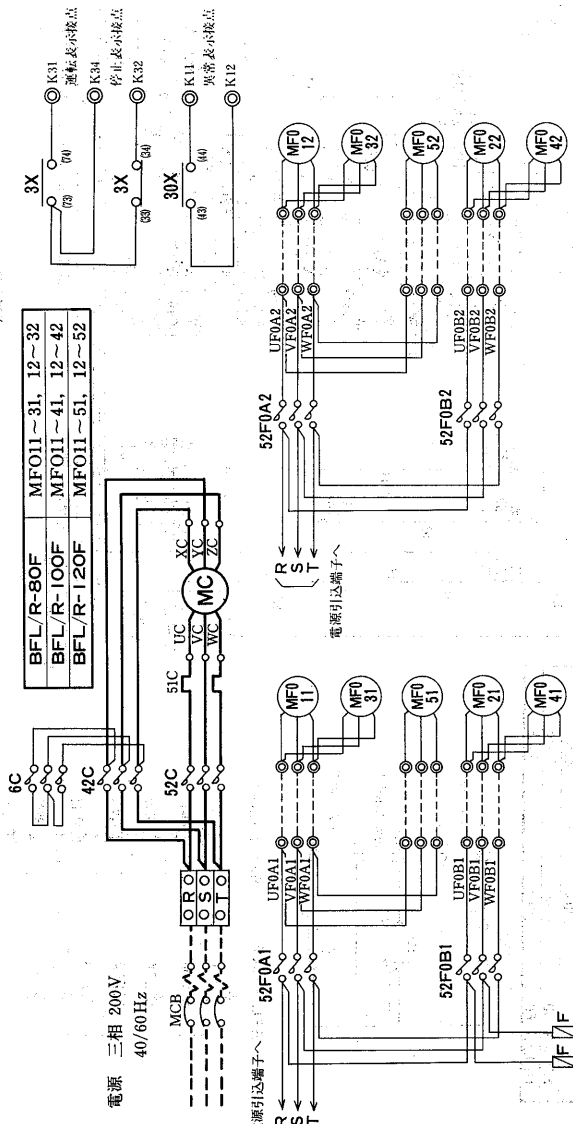 電源 三相 200V
40/60Hz
MCB
R
S
T
6C
42C
52C
51C
UC
VC
WC
MC
XC
YC
ZC
BFL/R-80F MFO11~31, 12~32
BFL/R-100F MFO11~41, 12~42
BFL/R-120F MFO11~51, 12~52
3X
(73)
(74)
K31
運転表示接点
K34
停止表示接点
3X
(33)
(34)
K32
30X
(43)
(44)
K11
異常表示接点
K12
源引込端子へ
R
S
T
52F0A1
UF0A1
VF0A1
WF0A1
MF0
11
MF0
31
MF0
51
52F0B1
UF0B1
VF0B1
WF0B1
MF0
21
MF0
41
F
F
電源引込端子へ
R
S
T
52F0A2
UF0A2
VF0A2
WF0A2
MF0
12
MF0
32
MF0
52
52F0B2
UF0B2
VF0B2
WF0B2
MF0
22
MF0
42